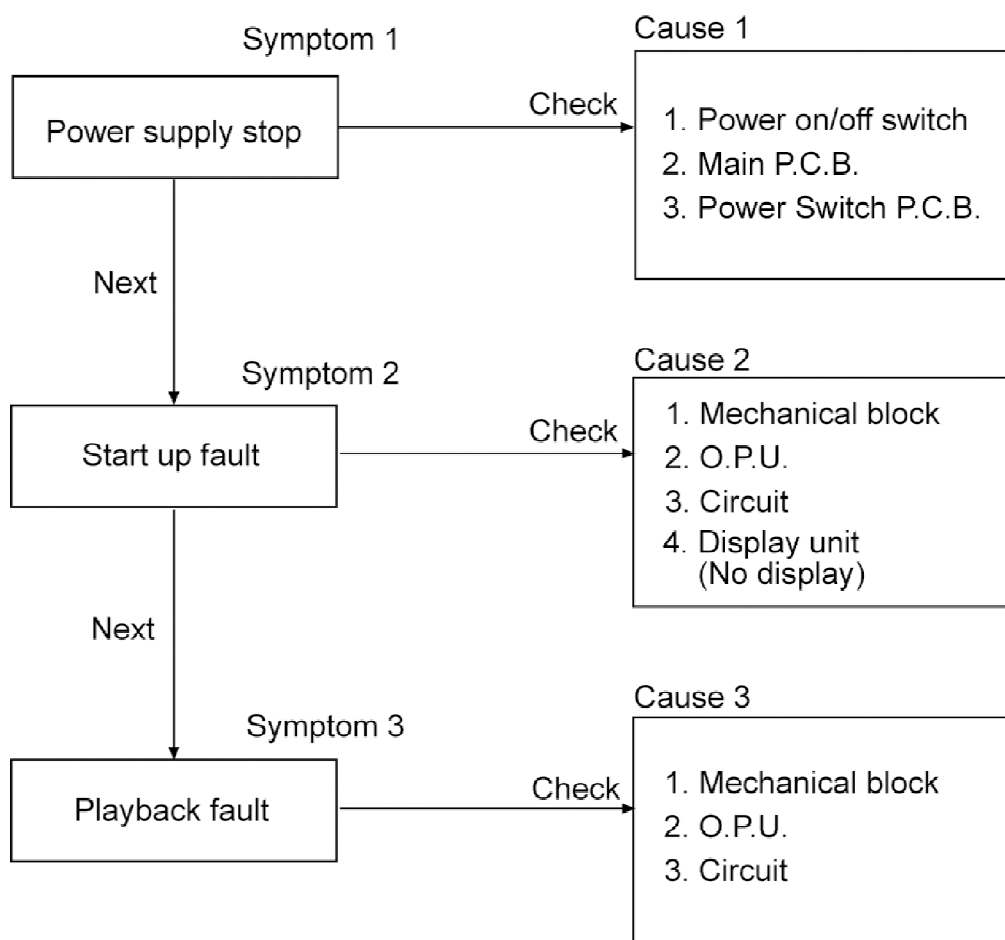 Symptom 1
Cause 1
Power supply stop
Check
1. Power on/off switch
2. Main P.C.B.
3. Power Switch P.C.B.
Next
Symptom 2
Cause 2
Start up fault
Check
1. Mechanical block
2. O.P.U.
3. Circuit
4. Display unit
(No display)
Next
Symptom 3
Cause 3
Playback fault
Check
1. Mechanical block
2. O.P.U.
3. Circuit